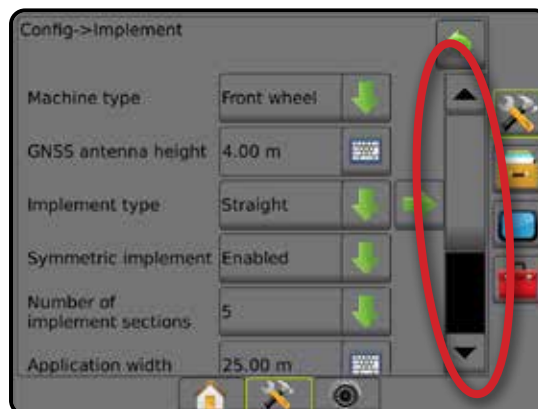 Config->Implement
Machine type Front wheel
GNSS antenna height 4.00 m
Implement type Straight
Symmetric implement Enabled
Number of
implement sections 5
Application width 25.00 m